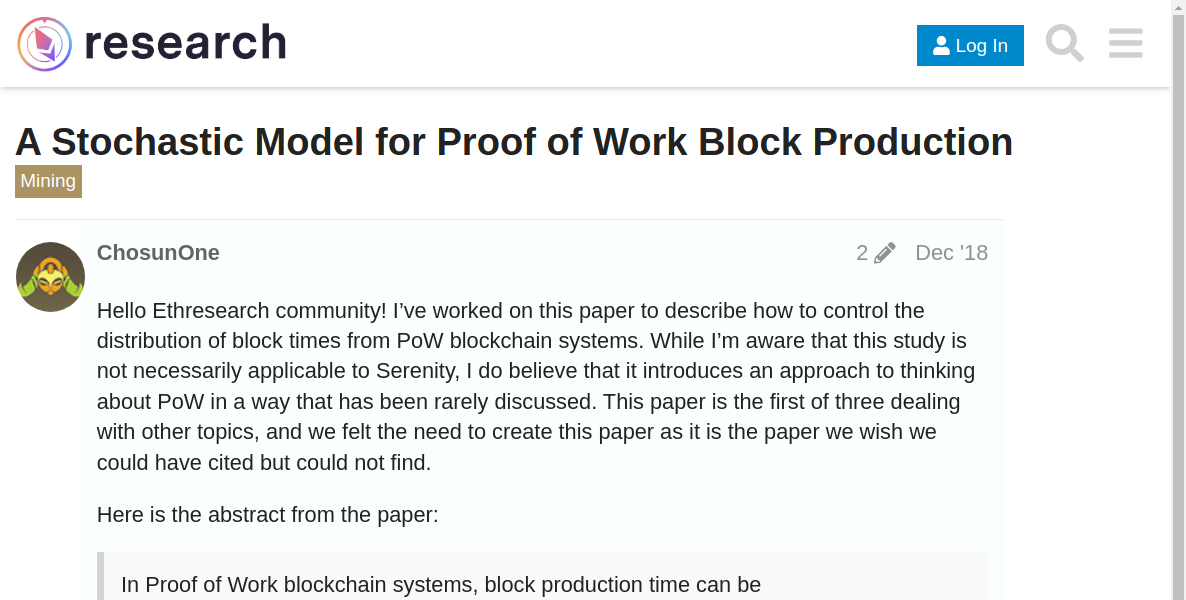 research
Log In
A Stochastic Model for Proof of Work Block Production
Mining
ChosunOne
2
Dec '18
Hello Ethresearch community! I’ve worked on this paper to describe how to control the
distribution of block times from PoW blockchain systems. While I’m aware that this study is
not necessarily applicable to Serenity, I do believe that it introduces an approach to thinking
about PoW in a way that has been rarely discussed. This paper is the first of three dealing
with other topics, and we felt the need to create this paper as it is the paper we wish we
could have cited but could not find.
Here is the abstract from the paper:
In Proof of Work blockchain systems, block production time can be